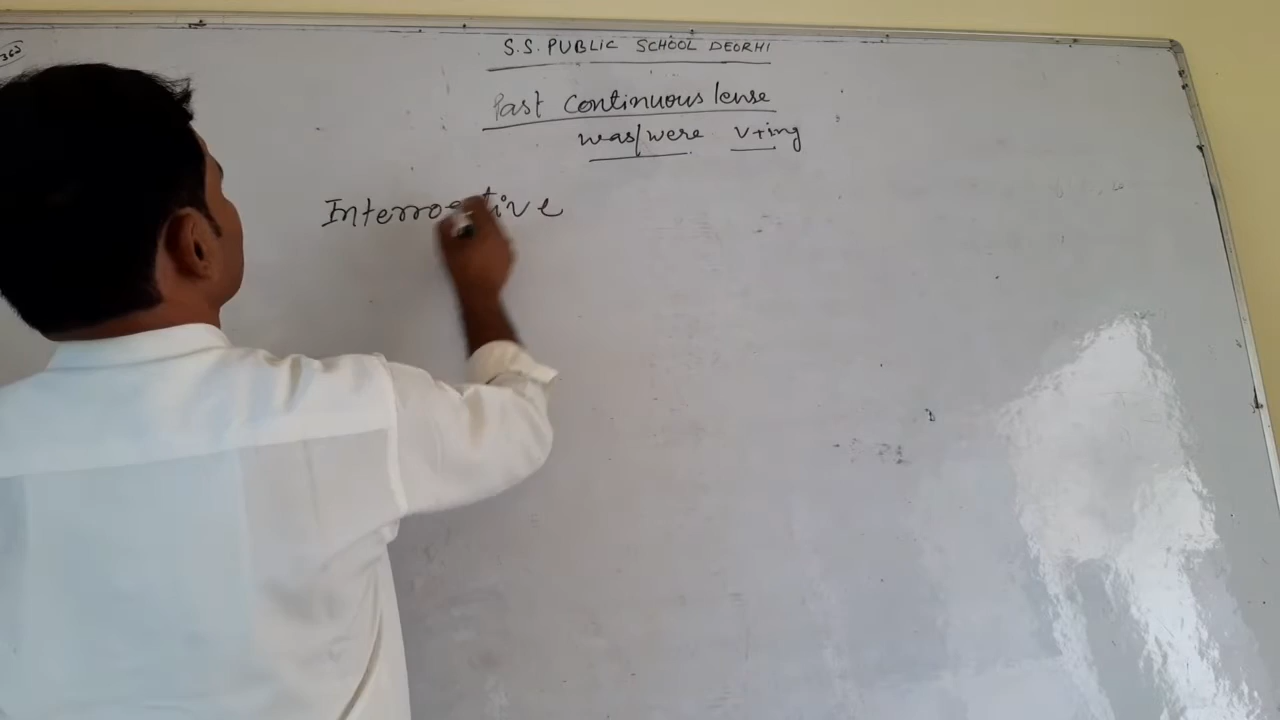 S.S. PUBLIC SCHOOL DEORHI
Past Continuous Tense
was/were v+ing